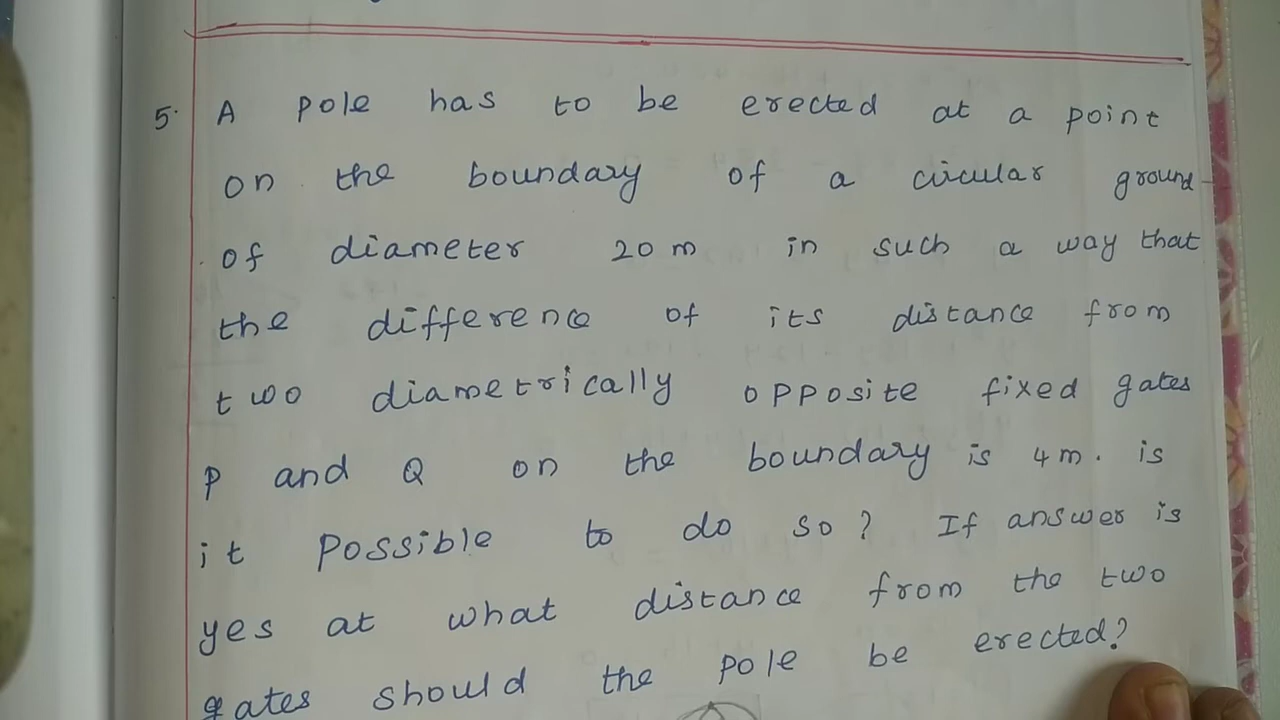 5. A pole has to be erected at a point
on the boundary of a circular ground
of diameter 20 m in such a way that
the difference of its distance from
two diametrically opposite fixed gates
P and Q on the boundary is 4m. is
it possible to do so? If answer is
yes at what distance from the two
gates should the pole be erected?